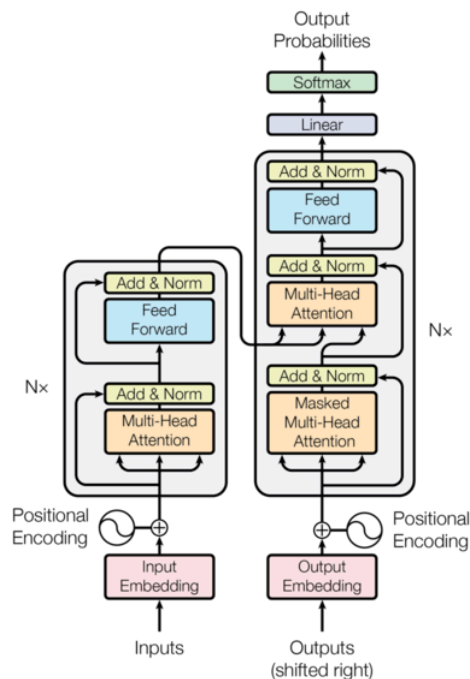 Output
Probabilities
Softmax
Linear
Add & Norm
Feed
Forward
Add & Norm
Multi-Head
Attention
Nx
Add & Norm
Masked
Multi-Head
Attention
Add & Norm
Feed
Forward
Nx
Add & Norm
Multi-Head
Attention
Positional
Encoding
Positional
Encoding
Input
Embedding
Output
Embedding
Inputs
Outputs
(shifted right)